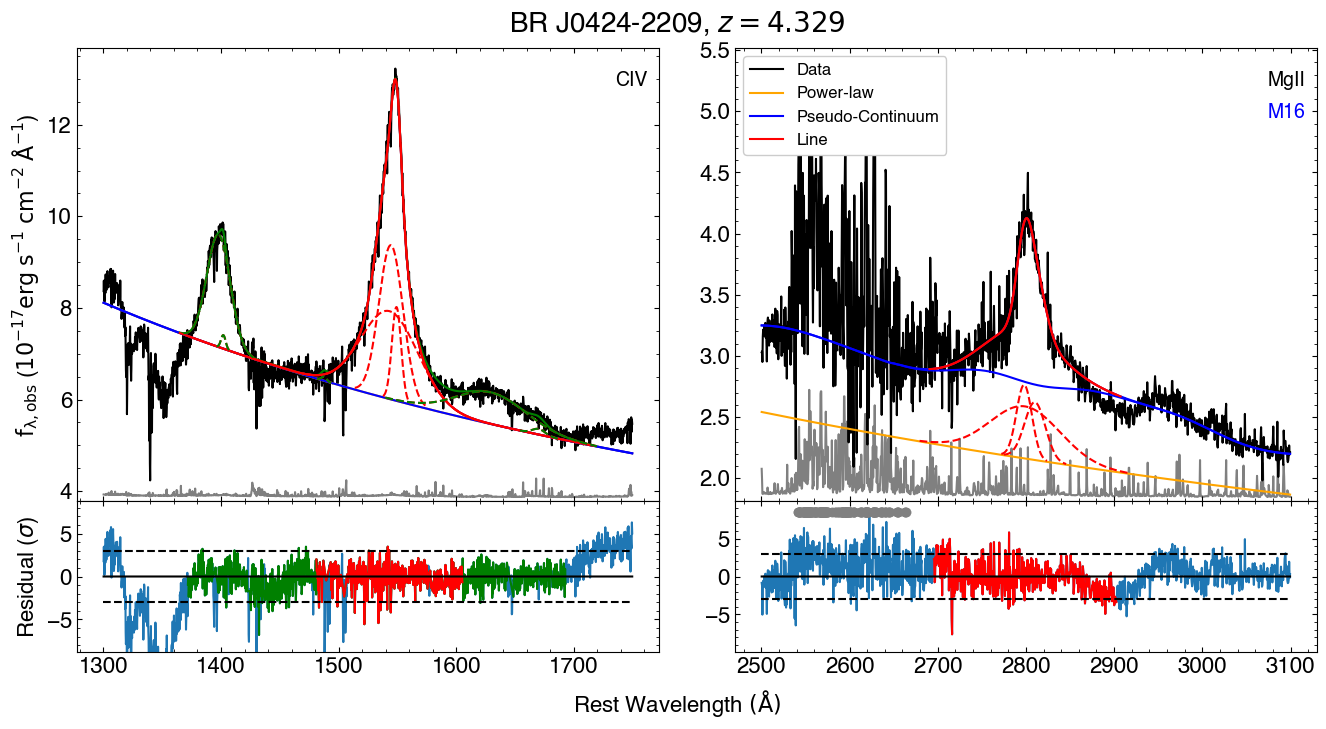 BR J0424-2209, z = 4.329
CIV
MgII
M16
Data
Power-law
Pseudo-Continuum
Line
f_λ,obs (10⁻¹⁷ erg s⁻¹ cm⁻² Å⁻¹)
12
10
8
6
4
5.5
5.0
4.5
4.0
3.5
3.0
2.5
2.0
Residual (σ)
5
0
−5
5
0
−5
1300 1400 1500 1600 1700
2500 2600 2700 2800 2900 3000 3100
Rest Wavelength (Å)